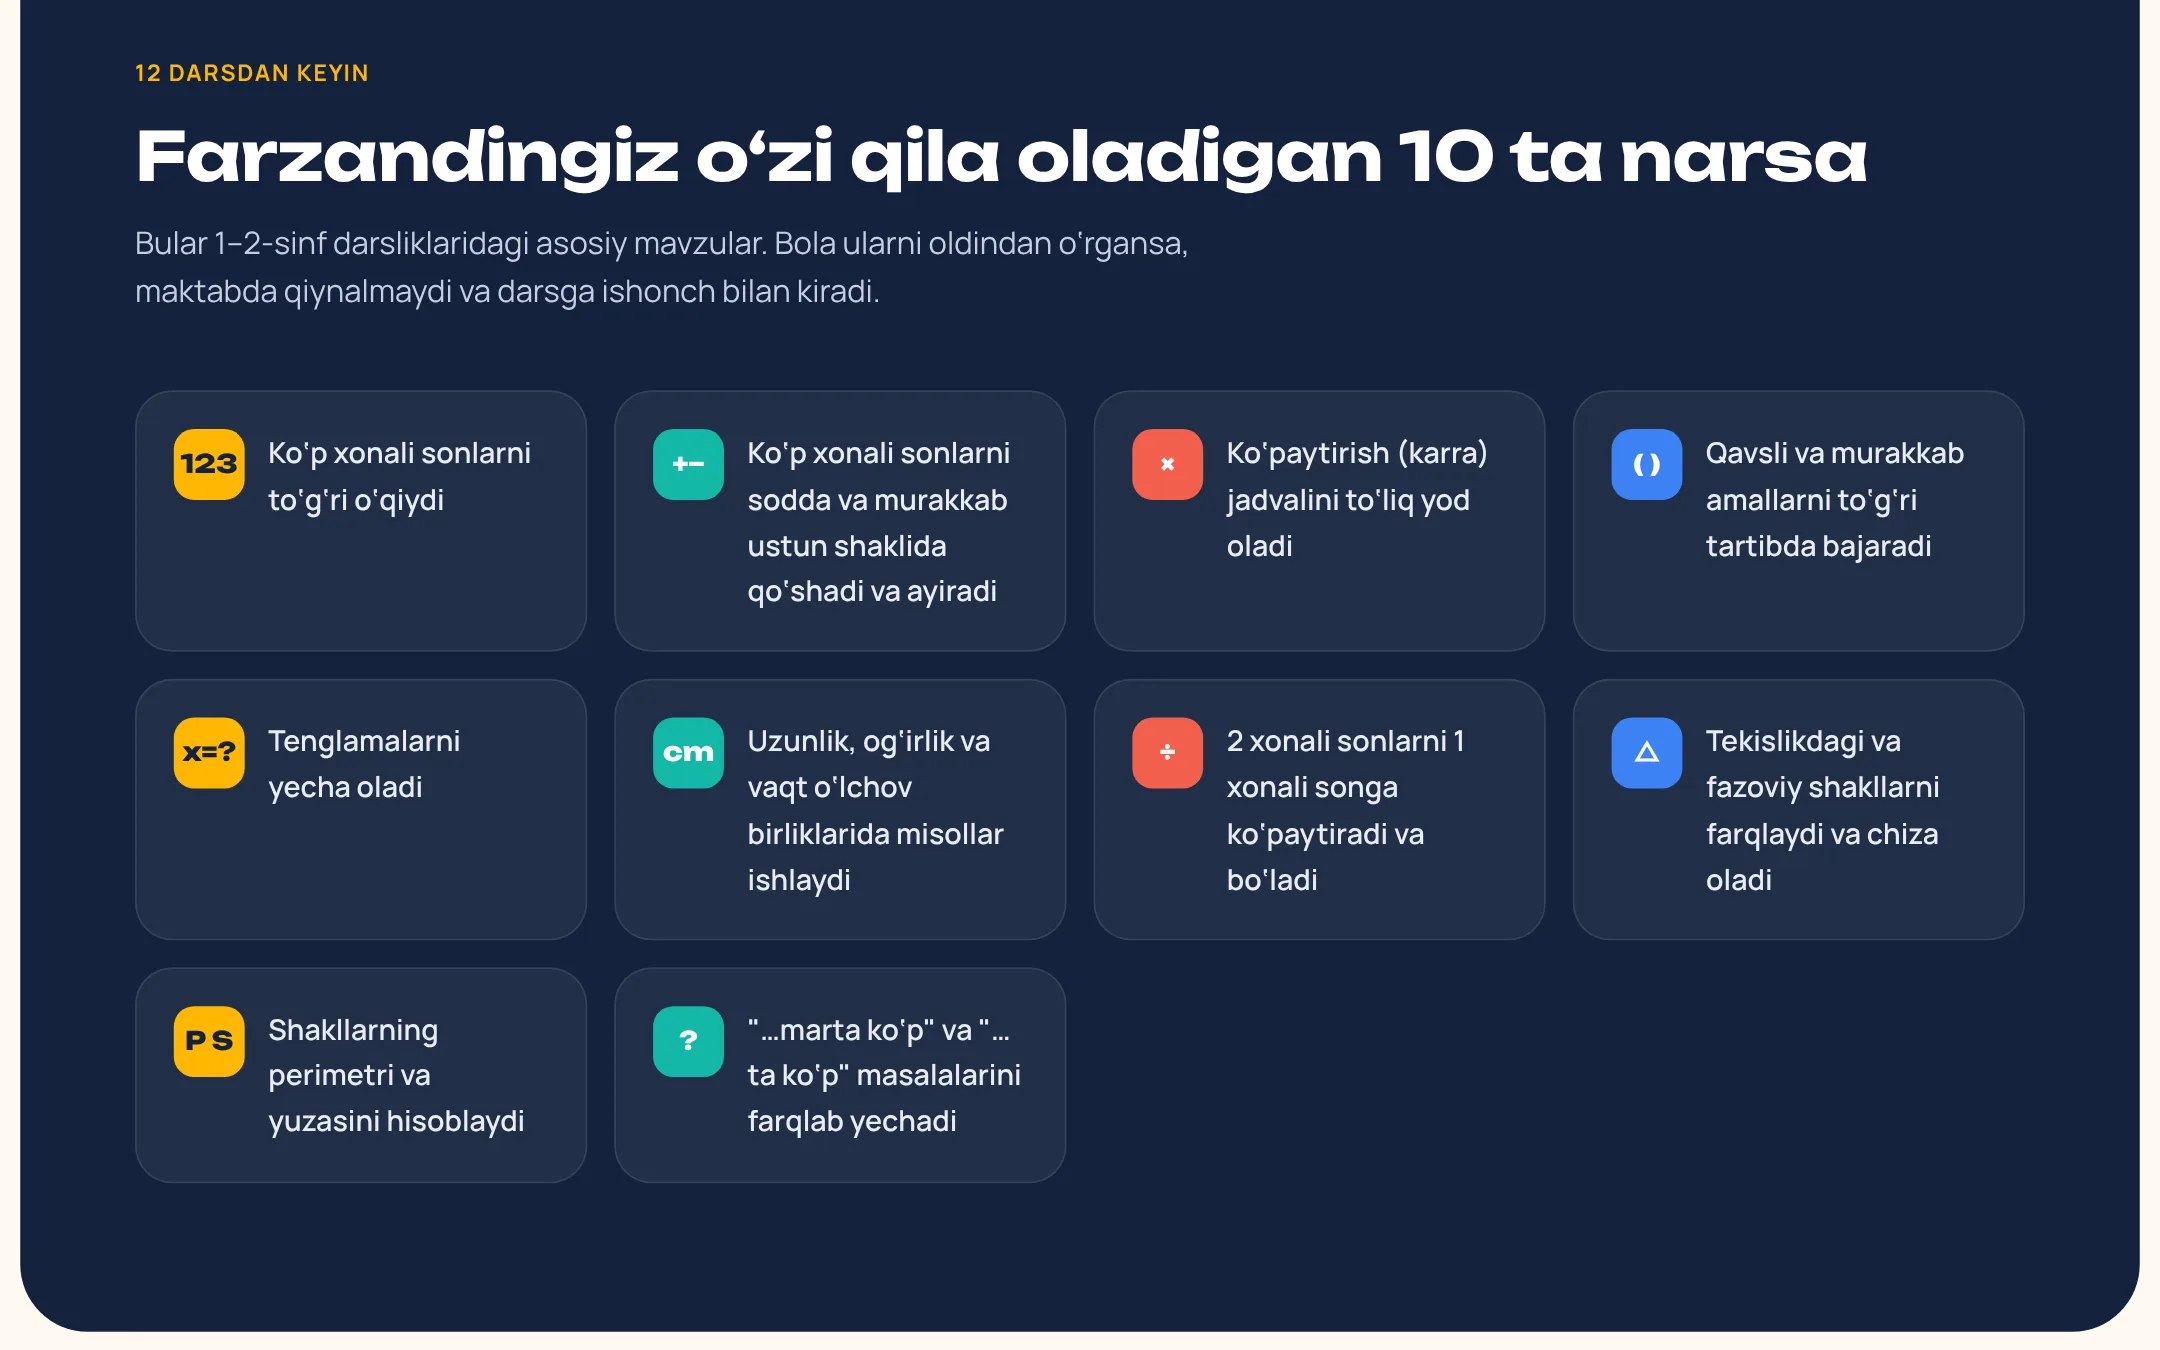 12 DARSDAN KEYIN
Farzandingiz o‘zi qila oladigan 10 ta narsa
Bular 1–2-sinf darsliklaridagi asosiy mavzular. Bola ularni oldindan o‘rgansa,
maktabda qiynalmaydi va darsga ishonch bilan kiradi.
123
Ko‘p xonali sonlarni
to‘g‘ri o‘qiydi
+−
Ko‘p xonali sonlarni
sodda va murakkab
ustun shaklida
qo‘shadi va ayiradi
×
Ko‘paytirish (karra)
jadvalini to‘liq yod
oladi
( )
Qavsli va murakkab
amallarni to‘g‘ri
tartibda bajaradi
x=?
Tenglamalarni
yecha oladi
cm
Uzunlik, og‘irlik va
vaqt o‘lchov
birliklarida misollar
ishlaydi
÷
2 xonali sonlarni 1
xonali songa
ko‘paytiradi va
bo‘ladi
△
Tekislikdagi va
fazoviy shakllarni
farqlaydi va chiza
oladi
P S
Shakllarning
perimetri va
yuzasini hisoblaydi
?
"...marta ko‘p" va "...
ta ko‘p" masalalarini
farqlab yechadi